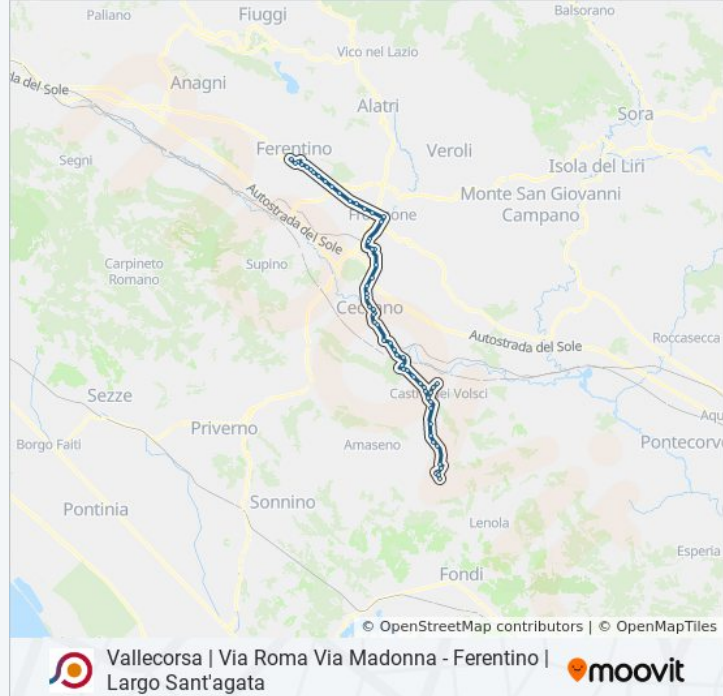 Paliano
Fiuggi
Balsorano
Vico nel Lazio
Anagni
la del Sole
Alatri
Sora
Segni
Ferentino
Veroli
Isola del Liri
Monte San Giovanni
Campano
Autostrada del Sole
Carpineto
Romano
Supino
Autostrada del Sole
Roccasecca
Sezze
Aqu
Priverno
Borgo Faiti
Amaseno
Pontecorvo
Pontinia
Sonnino
Lenola
Esperia
Fondi
© OpenStreetMap contributors | © OpenMapTiles
Vallecorsa | Via Roma Via Madonna - Ferentino |
Largo Sant'agata
moovit